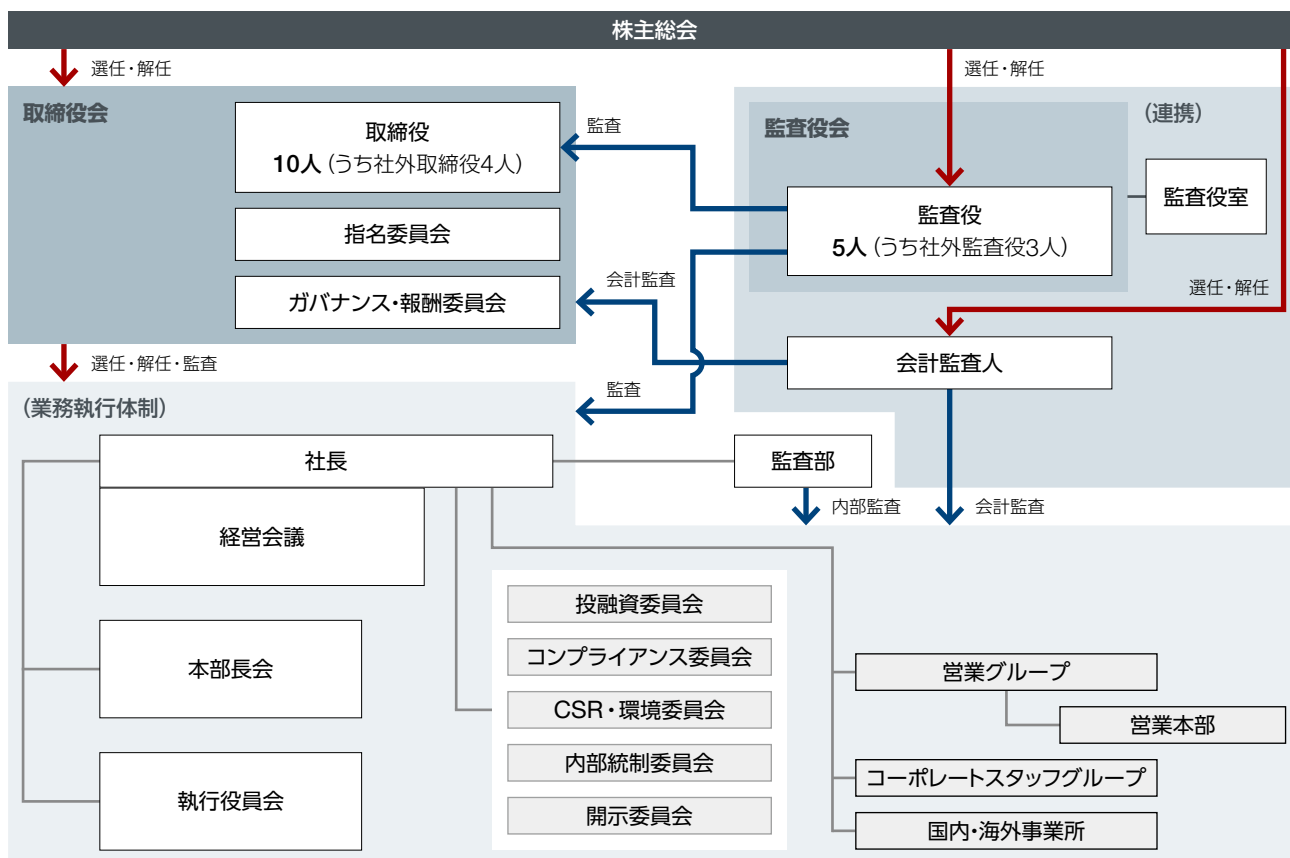 株主総会
選任・解任
選任・解任
取締役会
取締役
10人(うち社外取締役4人)
指名委員会
ガバナンス・報酬委員会
監査
会計監査
監査
監査役会
(連携)
監査役
5人(うち社外監査役3人)
監査役室
選任・解任
会計監査人
選任・解任・監査
(業務執行体制)
社長
監査部
内部監査
会計監査
経営会議
本部長会
執行役員会
投融資委員会
コンプライアンス委員会
CSR・環境委員会
内部統制委員会
開示委員会
営業グループ
営業本部
コーポレートスタッフグループ
国内・海外事業所